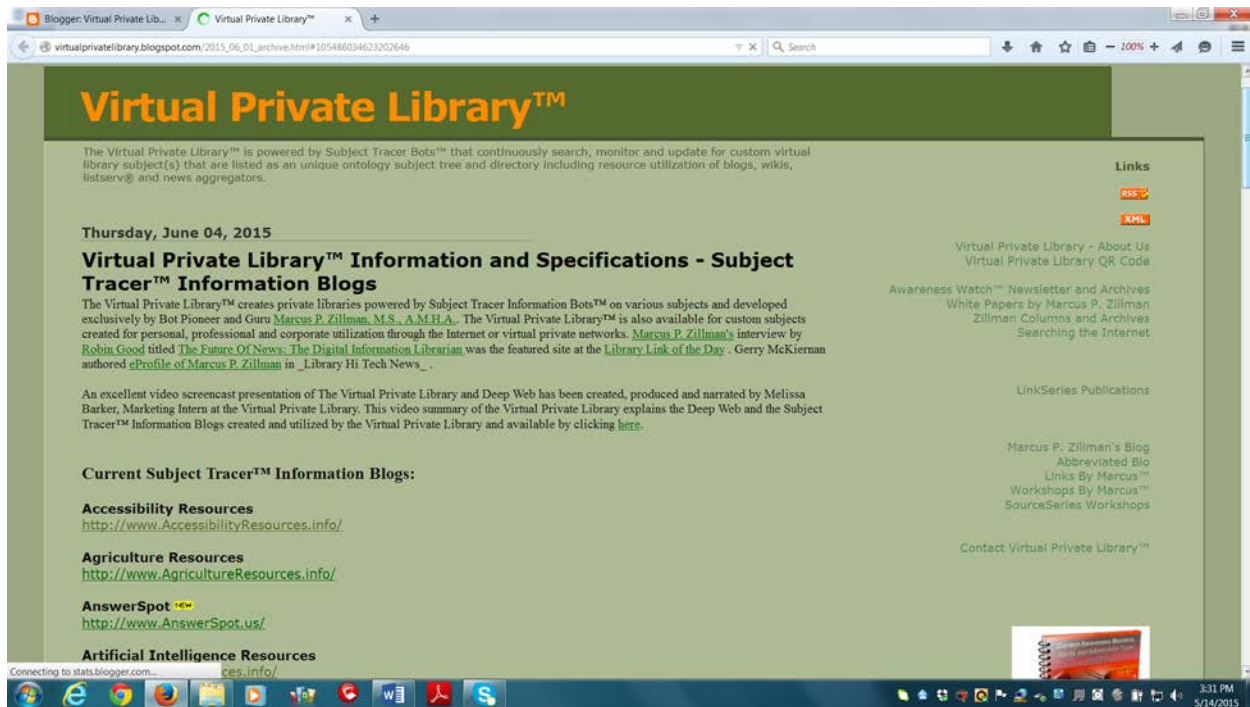 Blogger: Virtual Private Lib... ×
Virtual Private Library™ ×
virtualprivatelibrary.blogspot.com/2015_06_01_archive.html#105486034623202646
Search
100%
Virtual Private Library™
The Virtual Private Library™ is powered by Subject Tracer Bots™ that continuously search, monitor and update for custom virtual
library subject(s) that are listed as an unique ontology subject tree and directory including resource utilization of blogs, wikis,
listserv® and news aggregators.
Thursday, June 04, 2015
Virtual Private Library™ Information and Specifications - Subject
Tracer™ Information Blogs
The Virtual Private Library™ creates private libraries powered by Subject Tracer Information Bots™ on various subjects and developed
exclusively by Bot Pioneer and Guru Marcus P. Zillman, M.S., A.M.H.A.. The Virtual Private Library™ is also available for custom subjects
created for personal, professional and corporate utilization through the Internet or virtual private networks. Marcus P. Zillman's interview by
Robin Good titled The Future Of News: The Digital Information Librarian was the featured site at the Library Link of the Day . Gerry McKiernan
authored eProfile of Marcus P. Zillman in _Library Hi Tech News_ .
An excellent video screencast presentation of The Virtual Private Library and Deep Web has been created, produced and narrated by Melissa
Barker, Marketing Intern at the Virtual Private Library. This video summary of the Virtual Private Library explains the Deep Web and the Subject
Tracer™ Information Blogs created and utilized by the Virtual Private Library and available by clicking here.
Current Subject Tracer™ Information Blogs:
Accessibility Resources
http://www.AccessibilityResources.info/
Agriculture Resources
http://www.AgricultureResources.info/
AnswerSpot NEW
http://www.AnswerSpot.us/
Artificial Intelligence Resources
ces.info/
Links
RSS
XML
Virtual Private Library - About Us
Virtual Private Library QR Code
Awareness Watch™ Newsletter and Archives
White Papers by Marcus P. Zillman
Zillman Columns and Archives
Searching the Internet
LinkSeries Publications
Marcus P. Zillman's Blog
Abbreviated Bio
Links By Marcus™
Workshops By Marcus™
SourceSeries Workshops
Contact Virtual Private Library™
Connecting to stats.blogger.com...
3:31 PM
5/14/2015